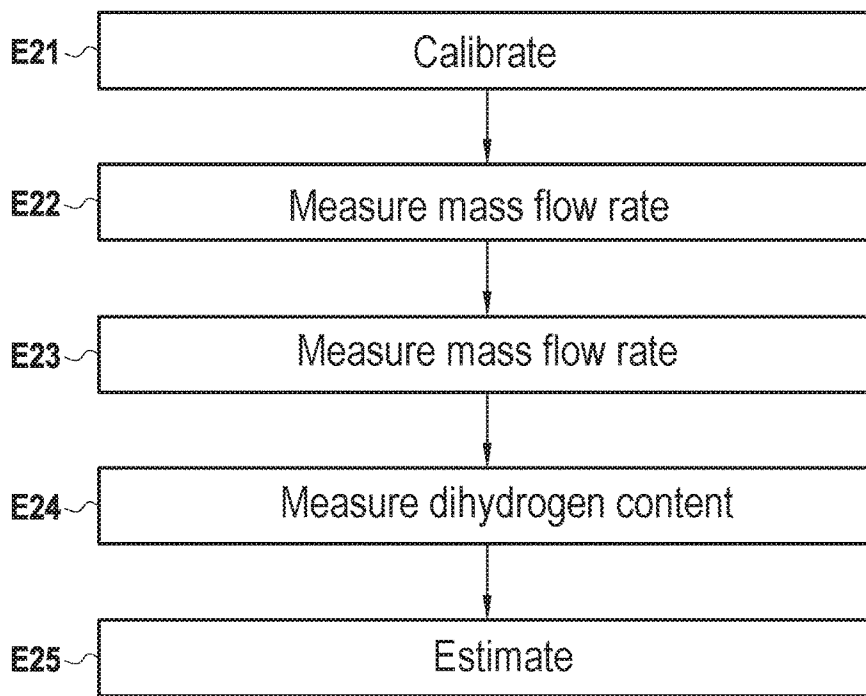 E21 Calibrate
E22 Measure mass flow rate
E23 Measure mass flow rate
E24 Measure dihydrogen content
E25 Estimate